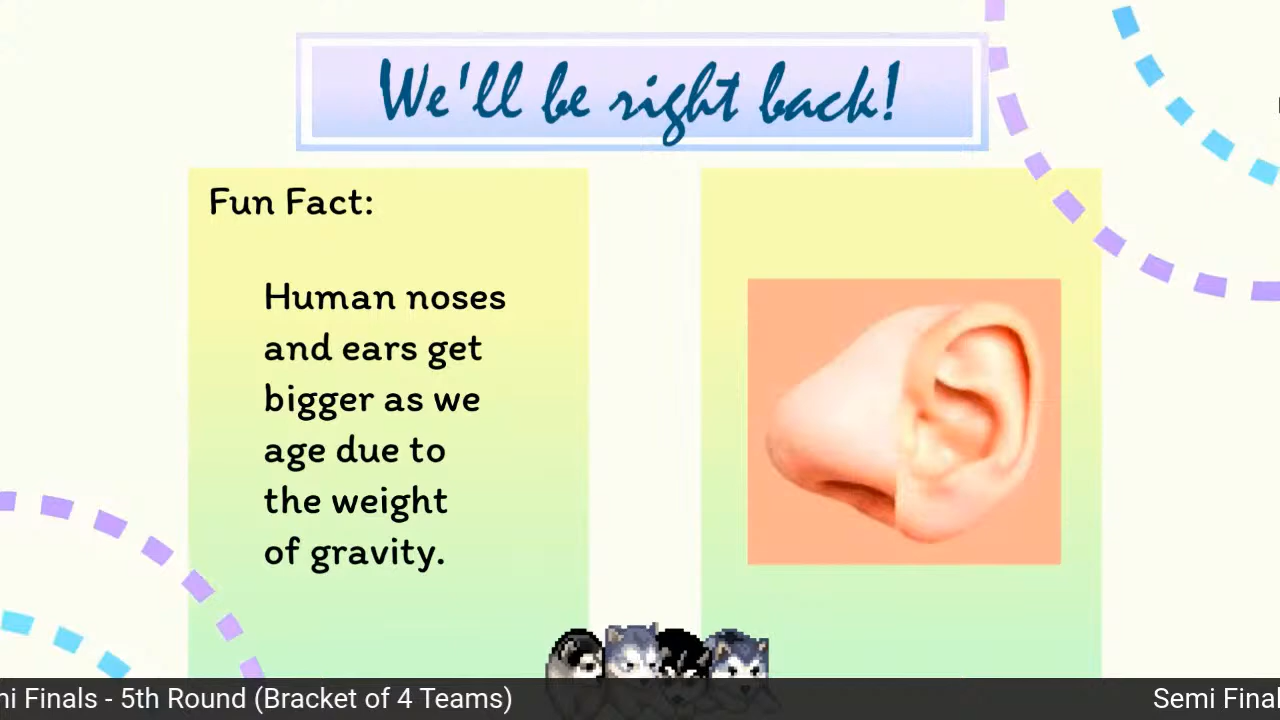 We'll be right back!
Fun Fact:
Human noses
and ears get
bigger as we
age due to
the weight
of gravity.
mi Finals - 5th Round (Bracket of 4 Teams)
Semi Final